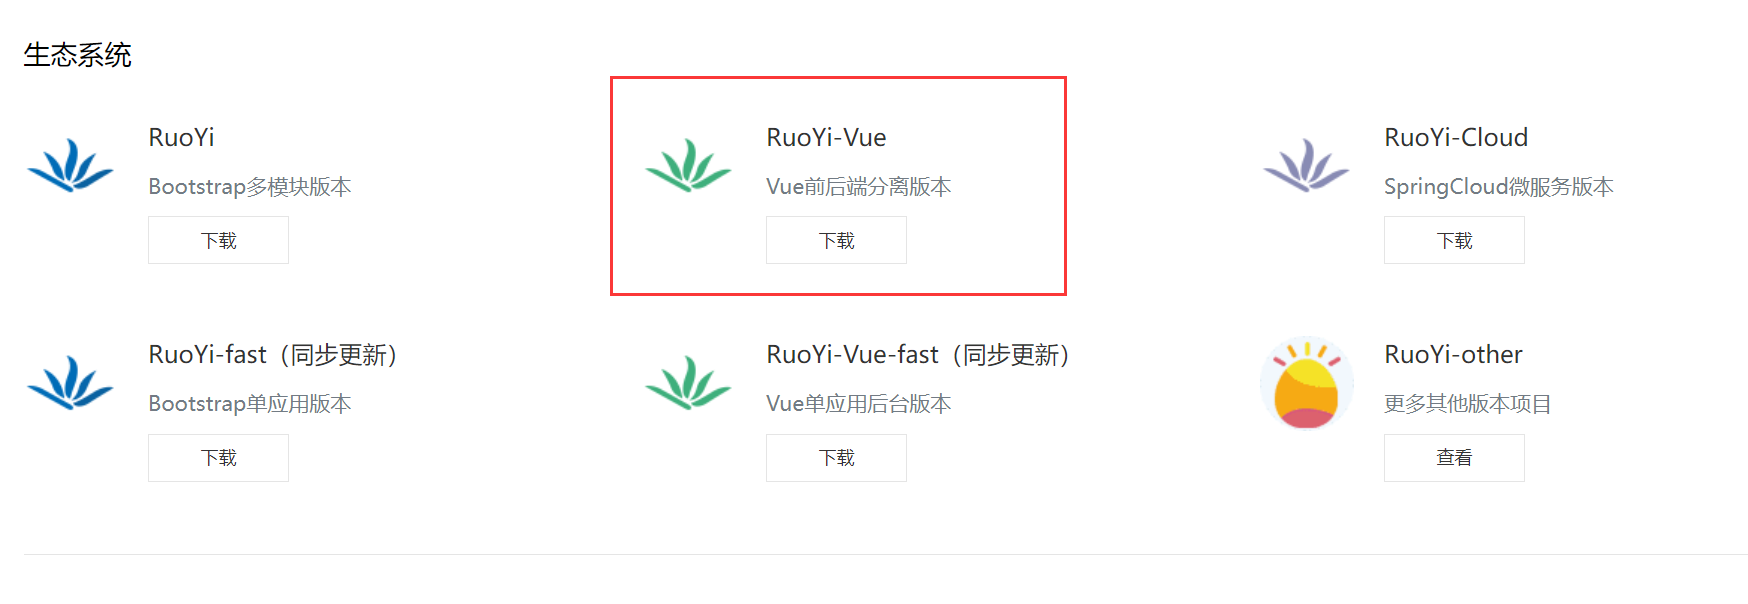 生态系统
RuoYi
Bootstrap多模块版本
下载
RuoYi-Vue
Vue前后端分离版本
下载
RuoYi-Cloud
SpringCloud微服务版本
下载
RuoYi-fast（同步更新）
Bootstrap单应用版本
下载
RuoYi-Vue-fast（同步更新）
Vue单应用后台版本
下载
RuoYi-other
更多其他版本项目
查看